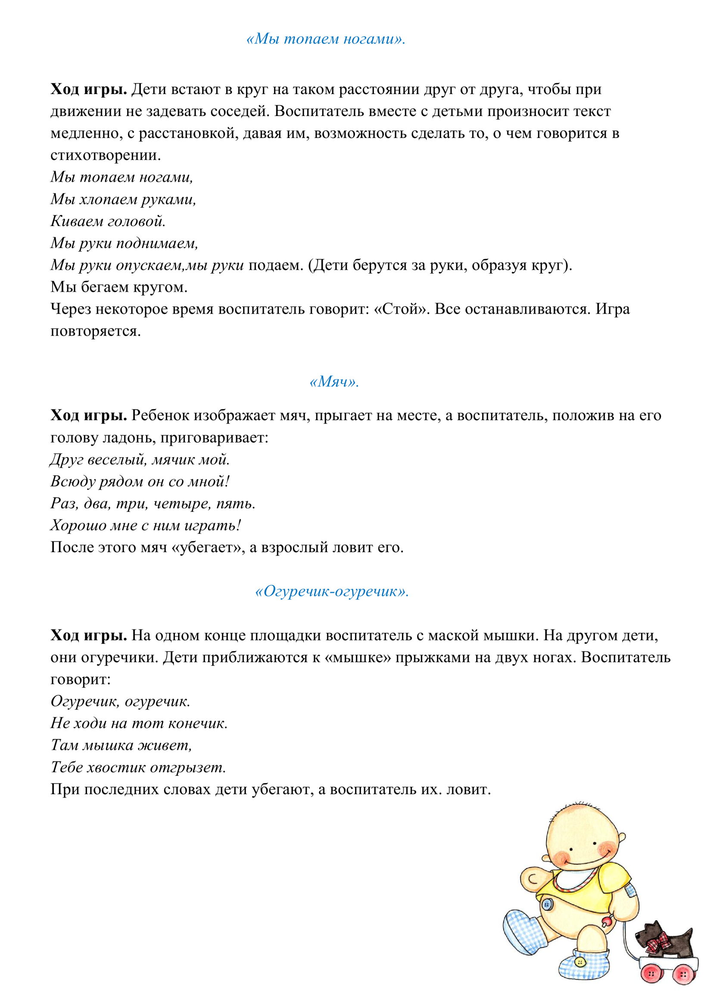 «Мы топаем ногами».
Ход игры. Дети встают в круг на таком расстоянии друг от друга, чтобы при
движении не задевать соседей. Воспитатель вместе с детьми произносит текст
медленно, с расстановкой, давая им, возможность сделать то, о чем говорится в
стихотворении.
Мы топаем ногами,
Мы хлопаем руками,
Киваем головой.
Мы руки поднимаем,
Мы руки опускаем,мы руки подаем. (Дети берутся за руки, образуя круг).
Мы бегаем кругом.
Через некоторое время воспитатель говорит: «Стой». Все останавливаются. Игра
повторяется.
«Мяч».
Ход игры. Ребенок изображает мяч, прыгает на месте, а воспитатель, положив на его
голову ладонь, приговаривает:
Друг веселый, мячик мой.
Всюду рядом он со мной!
Раз, два, три, четыре, пять.
Хорошо мне с ним играть!
После этого мяч «убегает», а взрослый ловит его.
«Огуречик-огуречик».
Ход игры. На одном конце площадки воспитатель с маской мышки. На другом дети,
они огуречики. Дети приближаются к «мышке» прыжками на двух ногах. Воспитатель
говорит:
Огуречик, огуречик.
Не ходи на тот конечик.
Там мышка живет,
Тебе хвостик отгрызет.
При последних словах дети убегают, а воспитатель их. ловит.